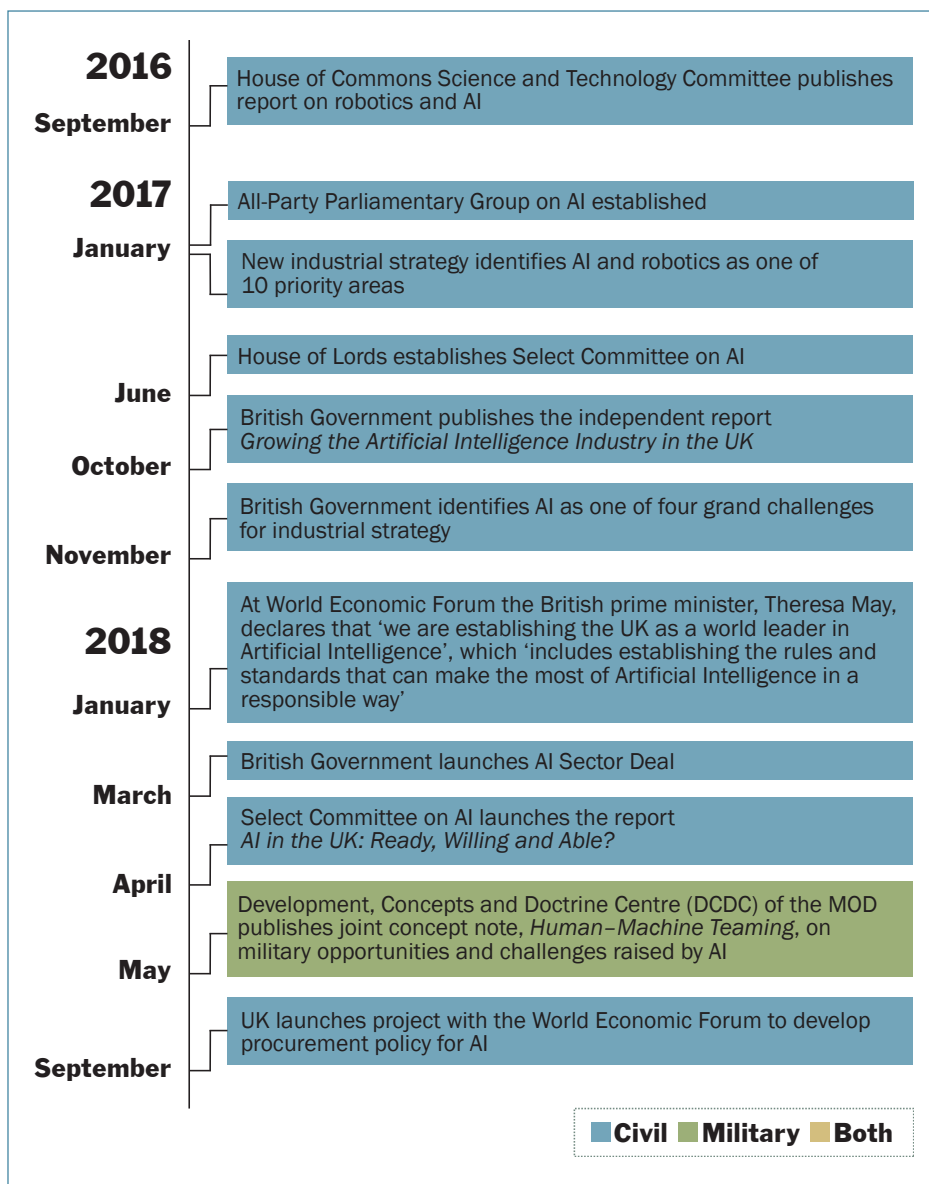 2016
September
House of Commons Science and Technology Committee publishes
report on robotics and AI
2017
January
All-Party Parliamentary Group on AI established
New industrial strategy identifies AI and robotics as one of
10 priority areas
June
House of Lords establishes Select Committee on AI
October
British Government publishes the independent report
Growing the Artificial Intelligence Industry in the UK
November
British Government identifies AI as one of four grand challenges
for industrial strategy
2018
January
At World Economic Forum the British prime minister, Theresa May,
declares that ‘we are establishing the UK as a world leader in
Artificial Intelligence’, which ‘includes establishing the rules and
standards that can make the most of Artificial Intelligence in a
responsible way’
March
British Government launches AI Sector Deal
April
Select Committee on AI launches the report
AI in the UK: Ready, Willing and Able?
May
Development, Concepts and Doctrine Centre (DCDC) of the MOD
publishes joint concept note, Human–Machine Teaming, on
military opportunities and challenges raised by AI
September
UK launches project with the World Economic Forum to develop
procurement policy for AI
Civil Military Both